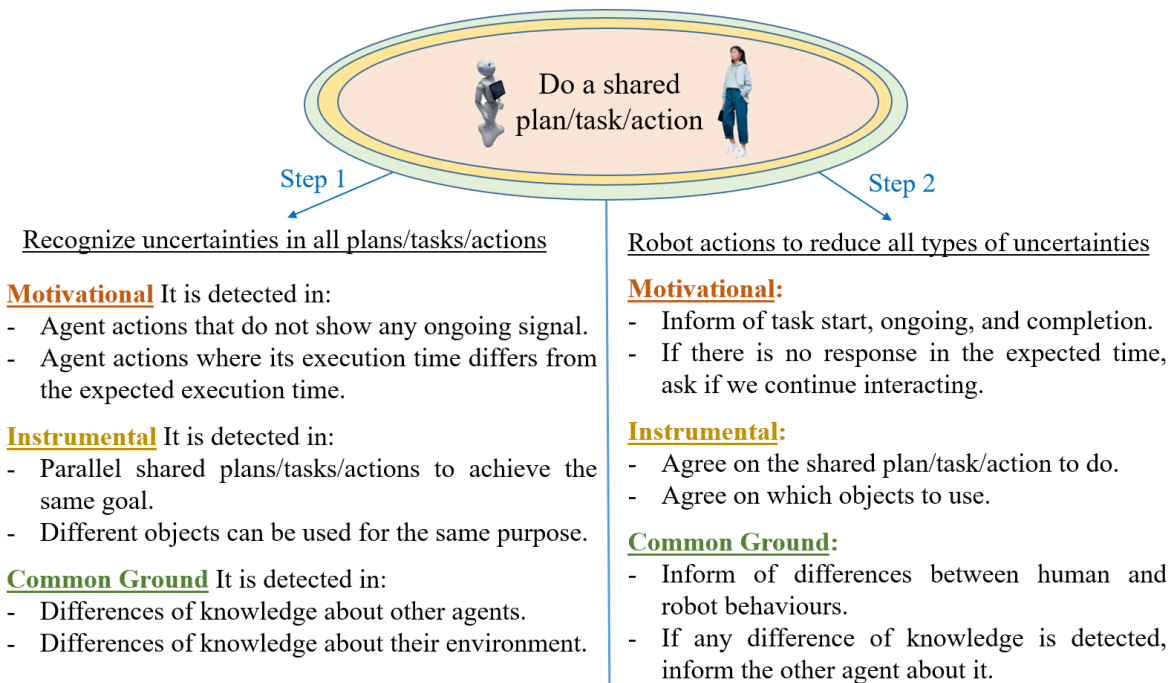 Do a shared
plan/task/action
Step 1
Step 2
Recognize uncertainties in all plans/tasks/actions
Motivational It is detected in:
- Agent actions that do not show any ongoing signal.
- Agent actions where its execution time differs from
the expected execution time.
Instrumental It is detected in:
- Parallel shared plans/tasks/actions to achieve the
same goal.
- Different objects can be used for the same purpose.
Common Ground It is detected in:
- Differences of knowledge about other agents.
- Differences of knowledge about their environment.
Robot actions to reduce all types of uncertainties
Motivational:
- Inform of task start, ongoing, and completion.
- If there is no response in the expected time,
ask if we continue interacting.
Instrumental:
- Agree on the shared plan/task/action to do.
- Agree on which objects to use.
Common Ground:
- Inform of differences between human and
robot behaviours.
- If any difference of knowledge is detected,
inform the other agent about it.